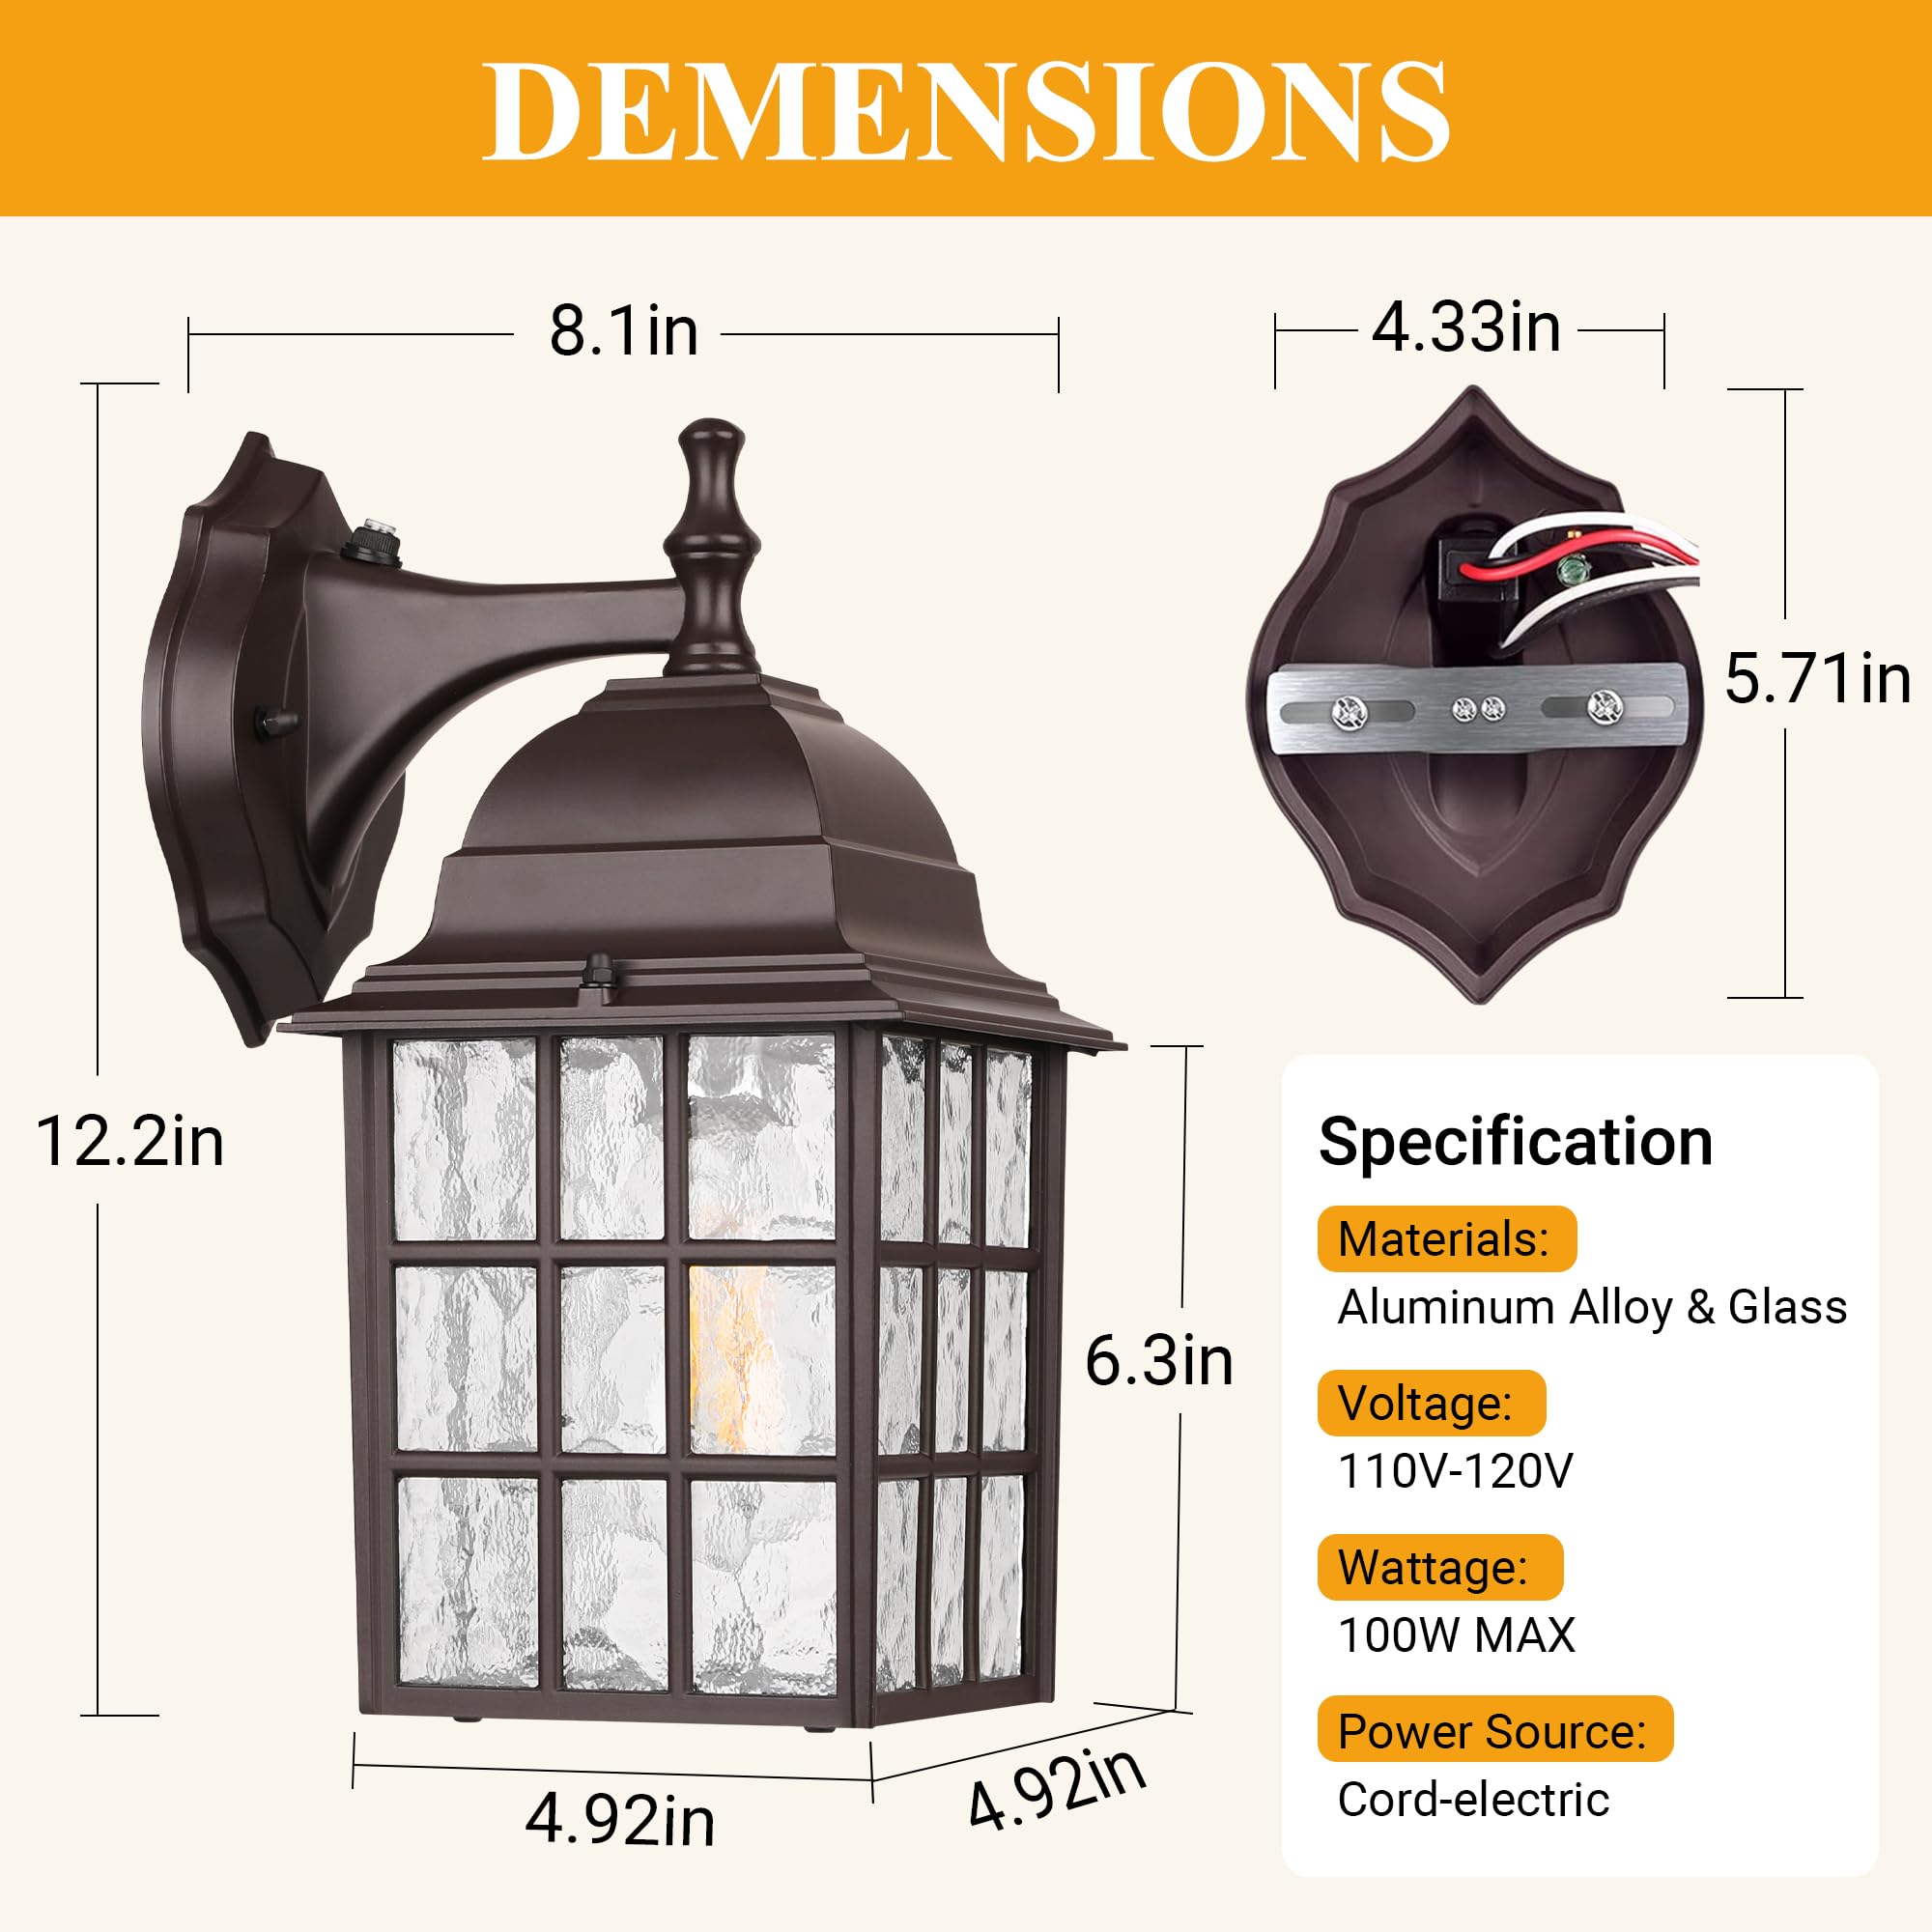 DEMENSIONS
8.1in
4.33in
5.71in
12.2in
6.3in
4.92in
4.92in
Specification
Materials:
Aluminum Alloy & Glass
Voltage:
110V-120V
Wattage:
100W MAX
Power Source:
Cord-electric